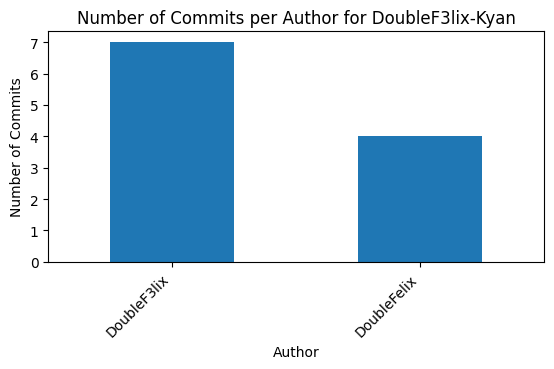 Number of Commits per Author for DoubleF3lix-Kyan
Number of Commits
7
6
5
4
3
2
1
0
DoubleF3lix
DoubleFelix
Author